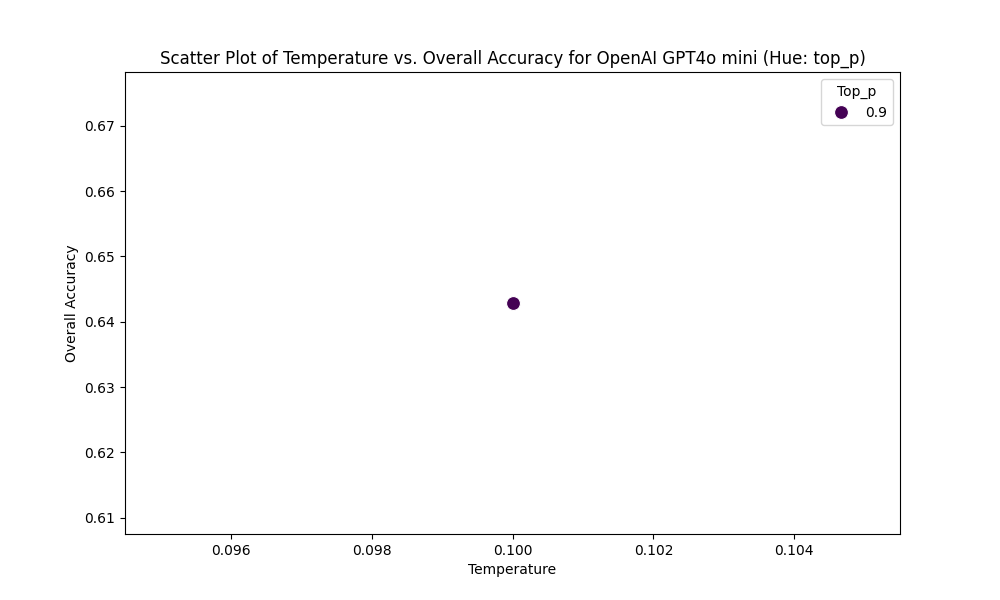 Scatter Plot of Temperature vs. Overall Accuracy for OpenAI GPT4o mini (Hue: top_p)
Top_p
0.9
0.67
0.66
0.65
0.64
0.63
0.62
0.61
Overall Accuracy
0.096 0.098 0.100 0.102 0.104
Temperature